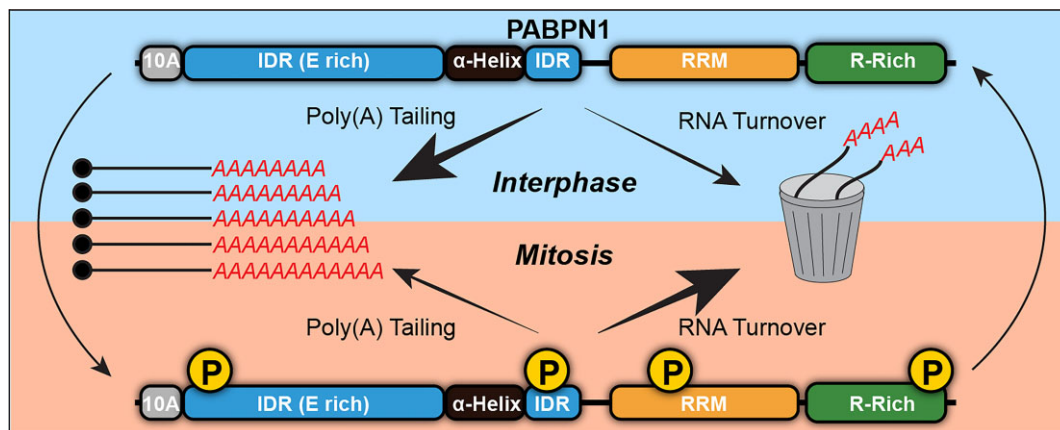 PABPN1
10A IDR (E rich) α-Helix IDR RRM R-Rich
Poly(A) Tailing
RNA Turnover
AAAA
AAA
AAAAAAAA
AAAAAAAAA
AAAAAAAAAA
AAAAAAAAAAA
AAAAAAAAAAAA
Interphase
Mitosis
Poly(A) Tailing
RNA Turnover
P P P P
10A IDR (E rich) α-Helix IDR RRM R-Rich